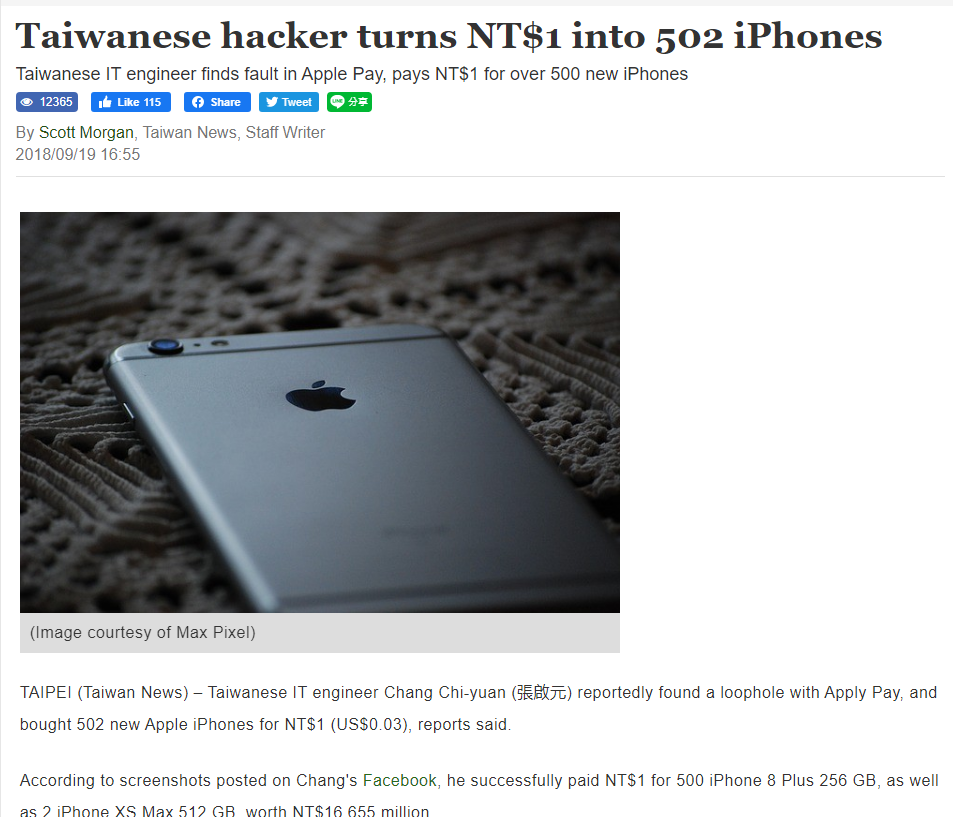 Taiwanese hacker turns NT$1 into 502 iPhones
Taiwanese IT engineer finds fault in Apple Pay, pays NT$1 for over 500 new iPhones
12365 Like 115 Share Tweet LINE 分享
By Scott Morgan, Taiwan News, Staff Writer
2018/09/19 16:55
(Image courtesy of Max Pixel)
TAIPEI (Taiwan News) – Taiwanese IT engineer Chang Chi-yuan (張啟元) reportedly found a loophole with Apply Pay, and
bought 502 new Apple iPhones for NT$1 (US$0.03), reports said.
According to screenshots posted on Chang's Facebook, he successfully paid NT$1 for 500 iPhone 8 Plus 256 GB, as well
as 2 iPhone XS Max 512 GB, worth NT$16.655 million